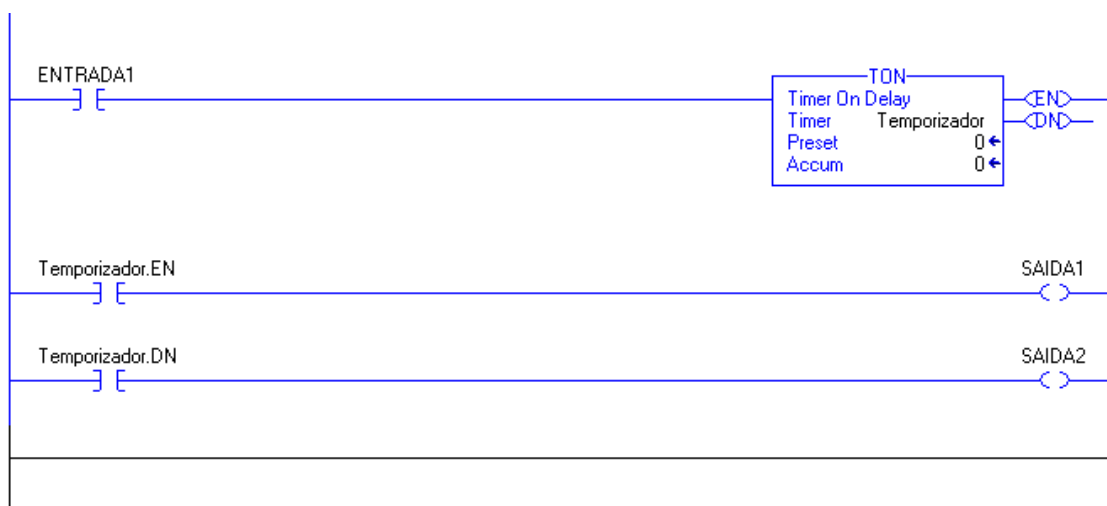 ENTRADA1
TON
Timer On Delay
Timer Temporizador
Preset 0
Accum 0
EN
DN
Temporizador.EN
SAIDA1
Temporizador.DN
SAIDA2